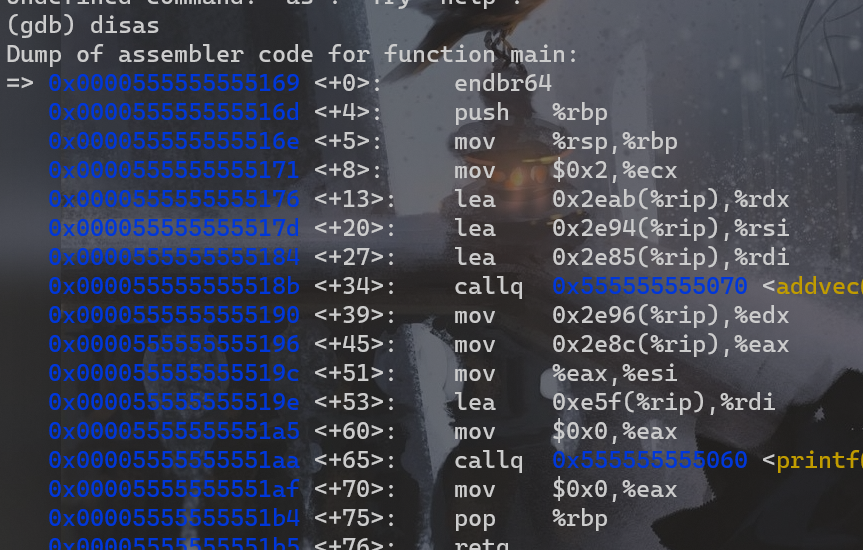 Undefined command: "as". Try "help".
(gdb) disas
Dump of assembler code for function main:
=> 0x0000555555555169 <+0>: endbr64
0x000055555555516d <+4>: push %rbp
0x000055555555516e <+5>: mov %rsp,%rbp
0x0000555555555171 <+8>: mov $0x2,%ecx
0x0000555555555176 <+13>: lea 0x2eab(%rip),%rdx
0x000055555555517d <+20>: lea 0x2e94(%rip),%rsi
0x0000555555555184 <+27>: lea 0x2e85(%rip),%rdi
0x000055555555518b <+34>: callq 0x555555555070 <addvec
0x0000555555555190 <+39>: mov 0x2e96(%rip),%edx
0x0000555555555196 <+45>: mov 0x2e8c(%rip),%eax
0x000055555555519c <+51>: mov %eax,%esi
0x000055555555519e <+53>: lea 0xe5f(%rip),%rdi
0x00005555555551a5 <+60>: mov $0x0,%eax
0x00005555555551aa <+65>: callq 0x555555555060 <printf
0x00005555555551af <+70>: mov $0x0,%eax
0x00005555555551b4 <+75>: pop %rbp
0x00005555555551b5 <+76>: retq